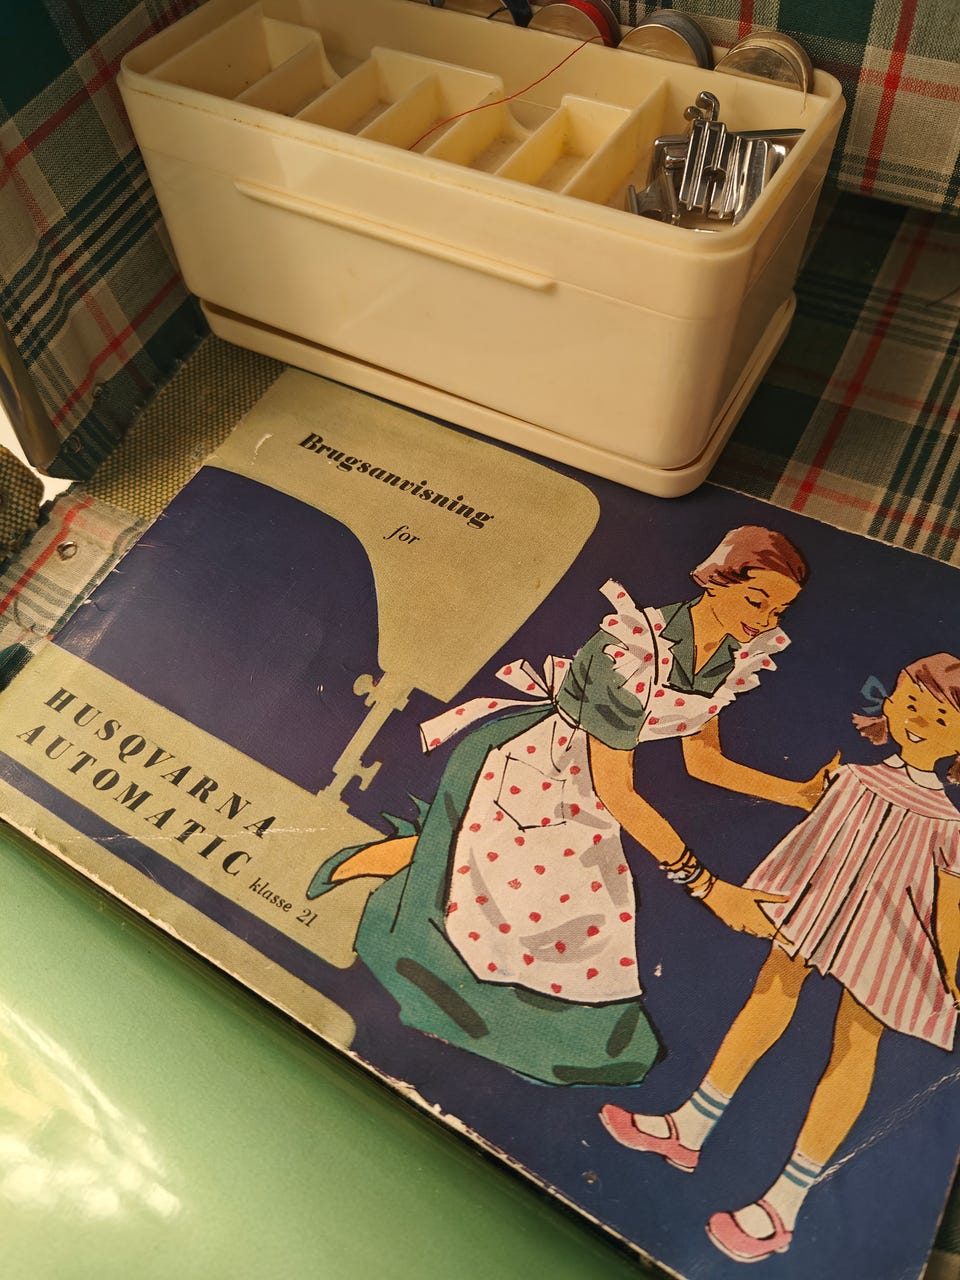 Brugsanvisning
for
HUSQVARNA
AUTOMATIC
klasse 21